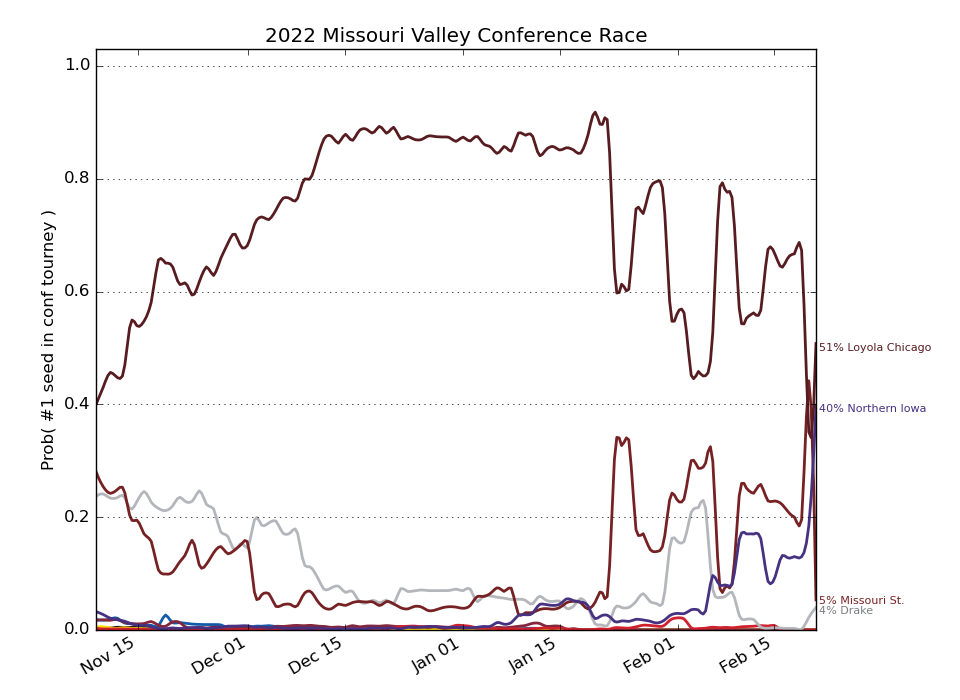 2022 Missouri Valley Conference Race
Prob( #1 seed in conf tourney )
1.0
0.8
0.6
0.4
0.2
0.0
Nov 15
Dec 01
Dec 15
Jan 01
Jan 15
Feb 01
Feb 15
51% Loyola Chicago
40% Northern Iowa
5% Missouri St.
4% Drake